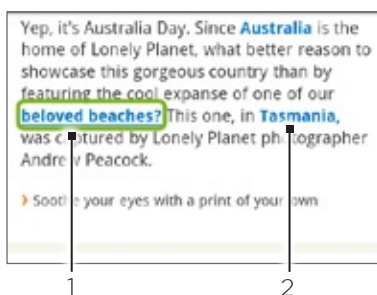 Yep, it's Australia Day. Since Australia is the
home of Lonely Planet, what better reason to
showcase this gorgeous country than by
featuring the cool expanse of one of our
beloved beaches? This one, in Tasmania,
was captured by Lonely Planet photographer
Andrew Peacock.
› Soothe your eyes with a print of your own
1 2